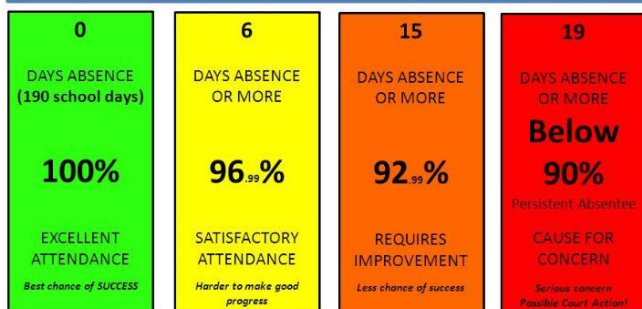 0
DAYS ABSENCE
(190 school days)
100%
EXCELLENT
ATTENDANCE
Best chance of SUCCESS
6
DAYS ABSENCE
OR MORE
96.99%
SATISFACTORY
ATTENDANCE
Harder to make good
progress
15
DAYS ABSENCE
OR MORE
92.99%
REQUIRES
IMPROVEMENT
Less chance of success
19
DAYS ABSENCE
OR MORE
Below
90%
Persistent Absentee
CAUSE FOR
CONCERN
Serious concern
Possible Court Action!